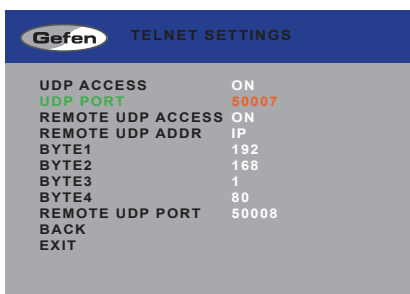 Gefen TELNET SETTINGS
UDP ACCESS ON
UDP PORT 50007
REMOTE UDP ACCESS ON
REMOTE UDP ADDR IP
BYTE1 192
BYTE2 168
BYTE3 1
BYTE4 80
REMOTE UDP PORT 50008
BACK
EXIT